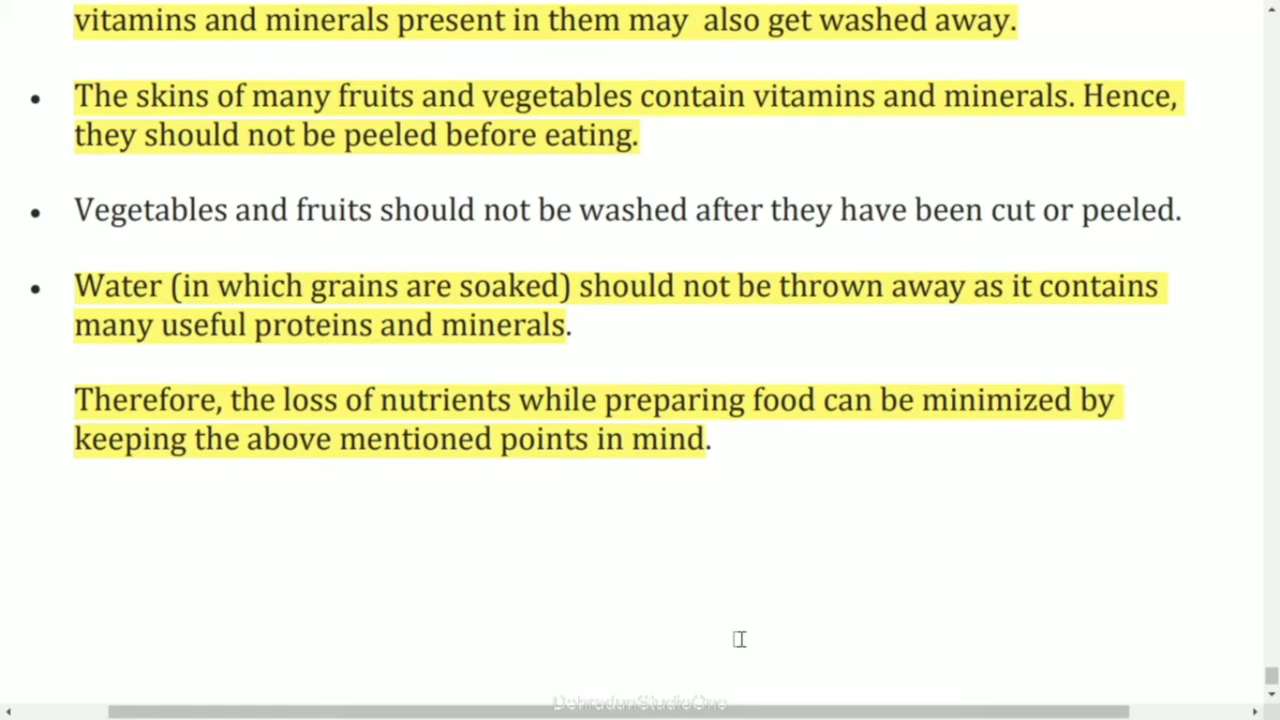 vitamins and minerals present in them may also get washed away.
• The skins of many fruits and vegetables contain vitamins and minerals. Hence,
they should not be peeled before eating.
• Vegetables and fruits should not be washed after they have been cut or peeled.
• Water (in which grains are soaked) should not be thrown away as it contains
many useful proteins and minerals.
Therefore, the loss of nutrients while preparing food can be minimized by
keeping the above mentioned points in mind.
DehradunStudioOne